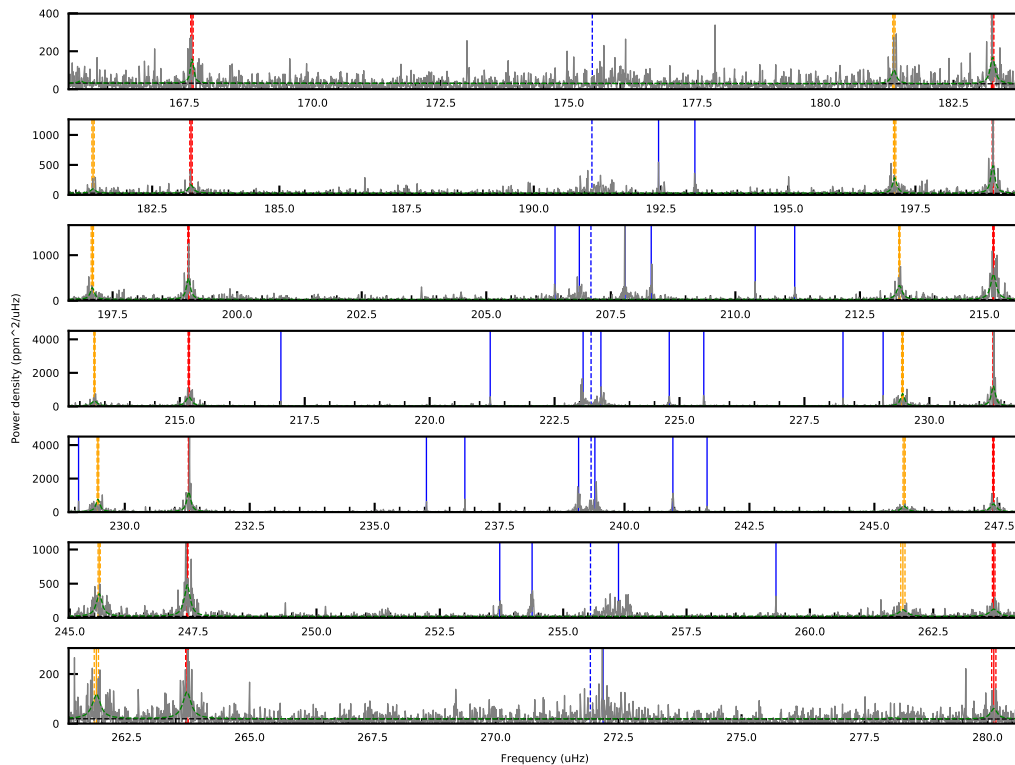 400
200
0
167.5 170.0 172.5 175.0 177.5 180.0 182.5
1000
500
0
182.5 185.0 187.5 190.0 192.5 195.0 197.5
1000
0
197.5 200.0 202.5 205.0 207.5 210.0 212.5 215.0
Power density (ppm^2/uHz)
4000
2000
0
215.0 217.5 220.0 222.5 225.0 227.5 230.0
4000
2000
0
230.0 232.5 235.0 237.5 240.0 242.5 245.0 247.5
1000
500
0
245.0 247.5 250.0 252.5 255.0 257.5 260.0 262.5
200
0
262.5 265.0 267.5 270.0 272.5 275.0 277.5 280.0
Frequency (uHz)